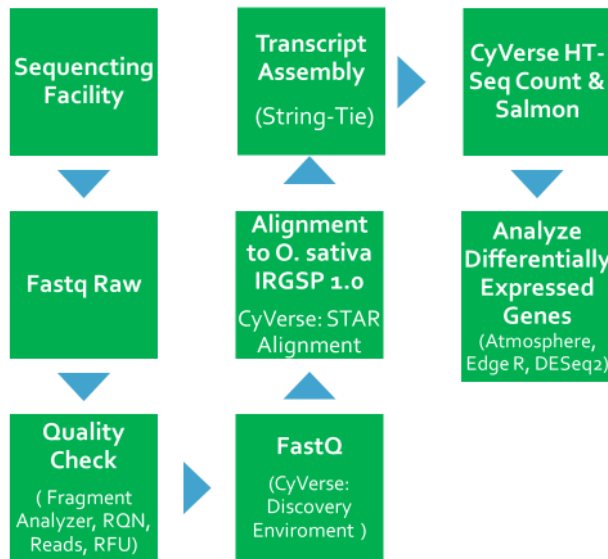 Sequencting
Facility
Fastq Raw
Quality
Check
( Fragment
Analyzer, RQN,
Reads, RFU)
FastQ
(CyVerse:
Discovery
Enviroment )
Alignment
to O. sativa
IRGSP 1.0
CyVerse: STAR
Alignment
Transcript
Assembly
(String-Tie)
CyVerse HT-
Seq Count &
Salmon
Analyze
Differentially
Expressed
Genes
(Atmosphere,
Edge R, DESeq2)